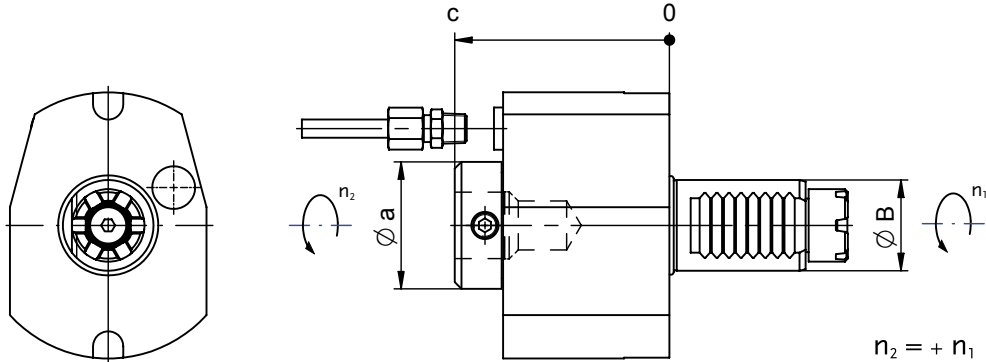 c
0
n₂
Ø a
Ø B
n₁
n₂ = + n₁